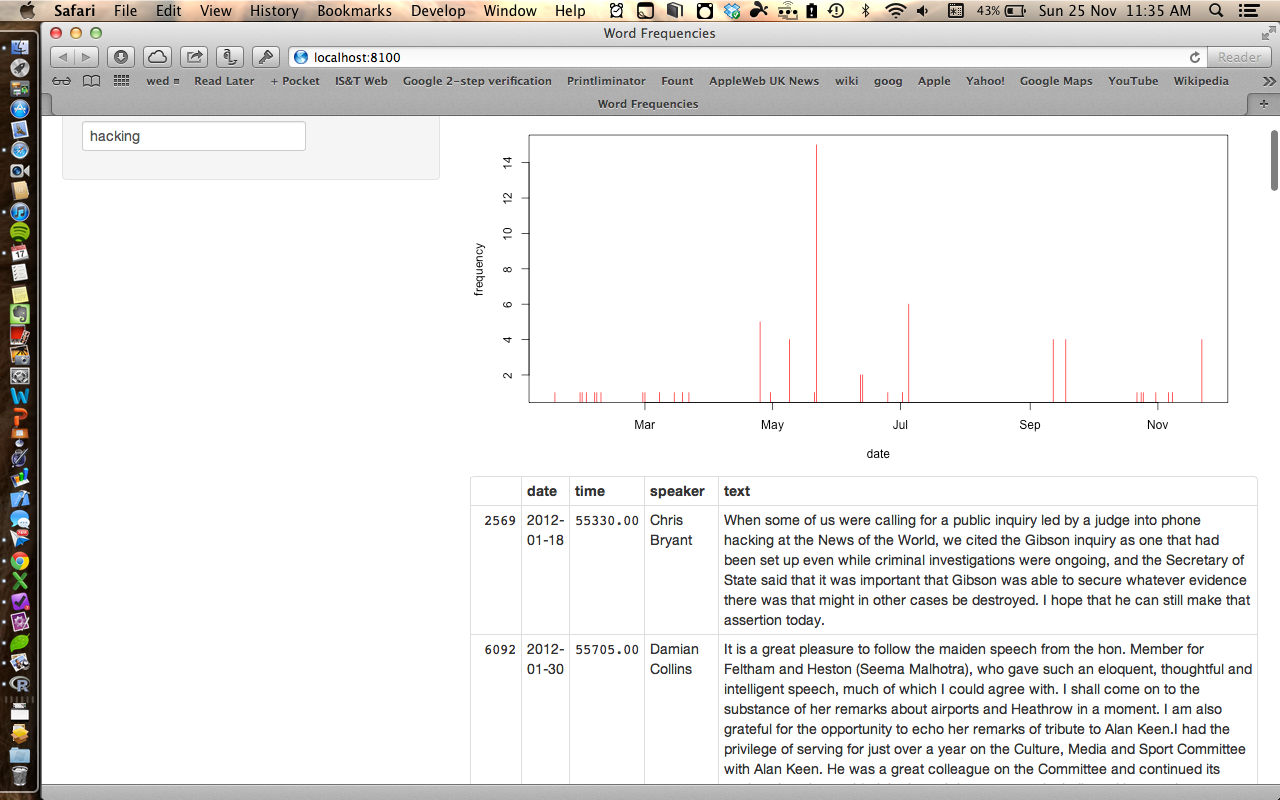 Safari File Edit View History Bookmarks Develop Window Help 43% Sun 25 Nov 11:35 AM
Word Frequencies
localhost:8100 Reader
wed Read Later + Pocket IS&T Web Google 2-step verification Printliminator Fount AppleWeb UK News wiki goog Apple Yahoo! Google Maps YouTube Wikipedia
Word Frequencies
hacking
14
12
10
8
6
4
2
frequency
Mar May Jul Sep Nov
date
date time speaker text
2569 2012- 55330.00 Chris When some of us were calling for a public inquiry led by a judge into phone
01-18 Bryant hacking at the News of the World, we cited the Gibson inquiry as one that had
been set up even while criminal investigations were ongoing, and the Secretary of
State said that it was important that Gibson was able to secure whatever evidence
there was that might in other cases be destroyed. I hope that he can still make that
assertion today.
6092 2012- 55705.00 Damian It is a great pleasure to follow the maiden speech from the hon. Member for
01-30 Collins Feltham and Heston (Seema Malhotra), who gave such an eloquent, thoughtful and
intelligent speech, much of which I could agree with. I shall come on to the
substance of her remarks about airports and Heathrow in a moment. I am also
grateful for the opportunity to echo her remarks of tribute to Alan Keen.I had the
privilege of serving for just over a year on the Culture, Media and Sport Committee
with Alan Keen. He was a great colleague on the Committee and continued its
17